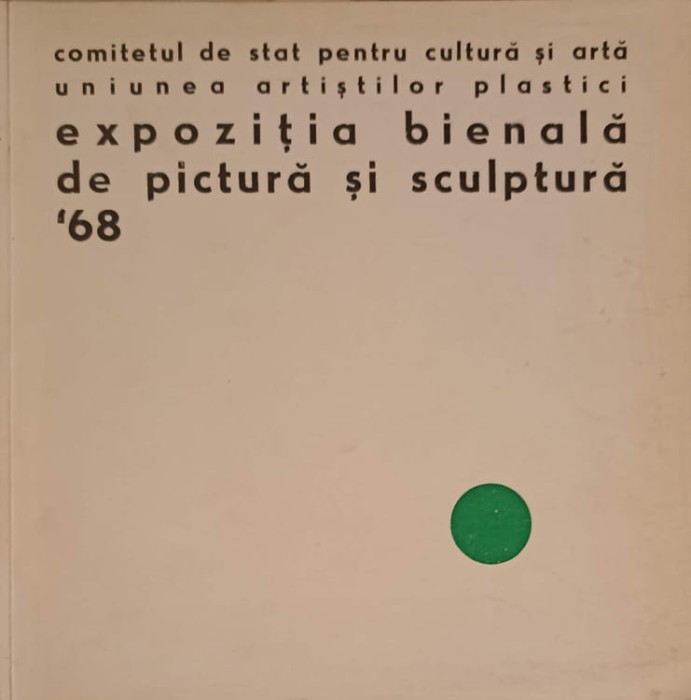 comitetul de stat pentru cultură și artă
uniunea artiștilor plastici
expoziția bienală
de pictură și sculptură
‘68